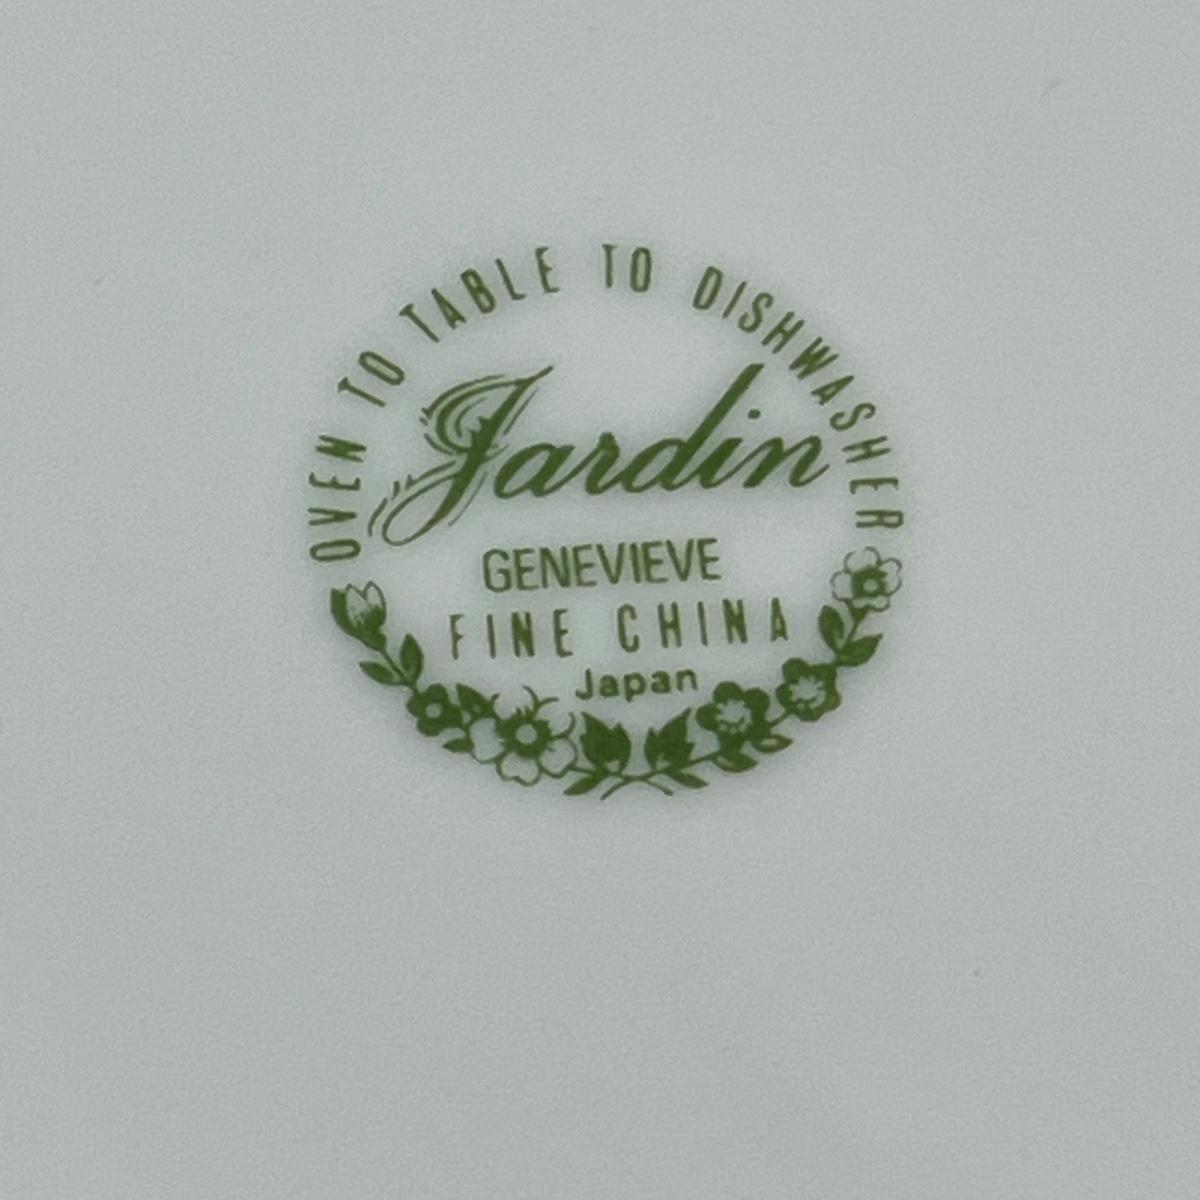 OVEN TO TABLE TO DISHWASHER
Jardin
GENEVIEVE
FINE CHINA
Japan